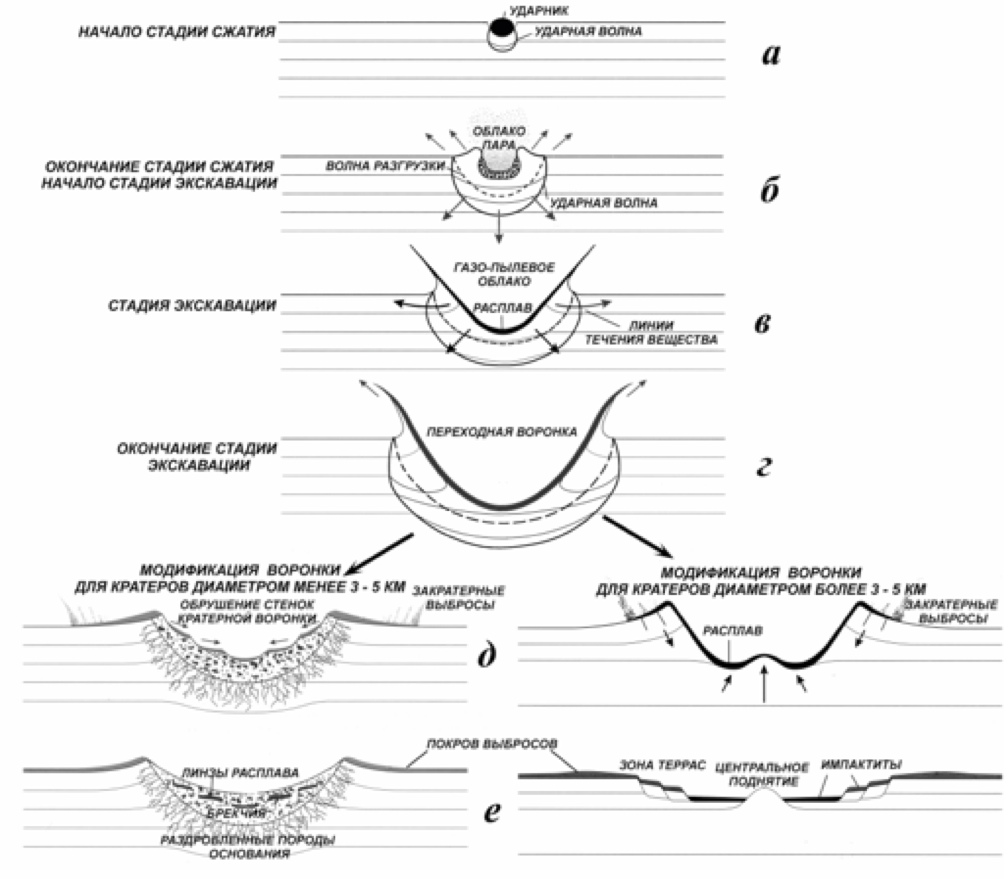 УДАРНИК
НАЧАЛО СТАДИИ СЖАТИЯ
УДАРНАЯ ВОЛНА
а
ОБЛАКО
ПАРА
ОКОНЧАНИЕ СТАДИИ СЖАТИЯ
НАЧАЛО СТАДИИ ЭКСКАВАЦИИ
ВОЛНА РАЗГРУЗКИ
УДАРНАЯ ВОЛНА
б
ГАЗО-ПЫЛЕВОЕ
ОБЛАКО
СТАДИЯ ЭКСКАВАЦИИ
РАСПЛАВ
ЛИНИИ
ТЕЧЕНИЯ ВЕЩЕСТВА
в
ПЕРЕХОДНАЯ ВОРОНКА
ОКОНЧАНИЕ СТАДИИ
ЭКСКАВАЦИИ
г
МОДИФИКАЦИЯ ВОРОНКИ
ДЛЯ КРАТЕРОВ ДИАМЕТРОМ МЕНЕЕ 3 - 5 КМ
ОБРУШЕНИЕ СТЕНОК
КРАТЕРНОЙ ВОРОНКИ
ЗАКРАТЕРНЫЕ
ВЫБРОСЫ
д
МОДИФИКАЦИЯ ВОРОНКИ
ДЛЯ КРАТЕРОВ ДИАМЕТРОМ БОЛЕЕ 3 - 5 КМ
ЗАКРАТЕРНЫЕ
ВЫБРОСЫ
РАСПЛАВ
ПОКРОВ ВЫБРОСОВ
ЛИНЗЫ РАСПЛАВА
БРЕКЧИЯ
РАЗДРОБЛЕННЫЕ ПОРОДЫ
ОСНОВАНИЯ
е
ЗОНА ТЕРРАС
ЦЕНТРАЛЬНОЕ
ПОДНЯТИЕ
ИМПАКТИТЫ